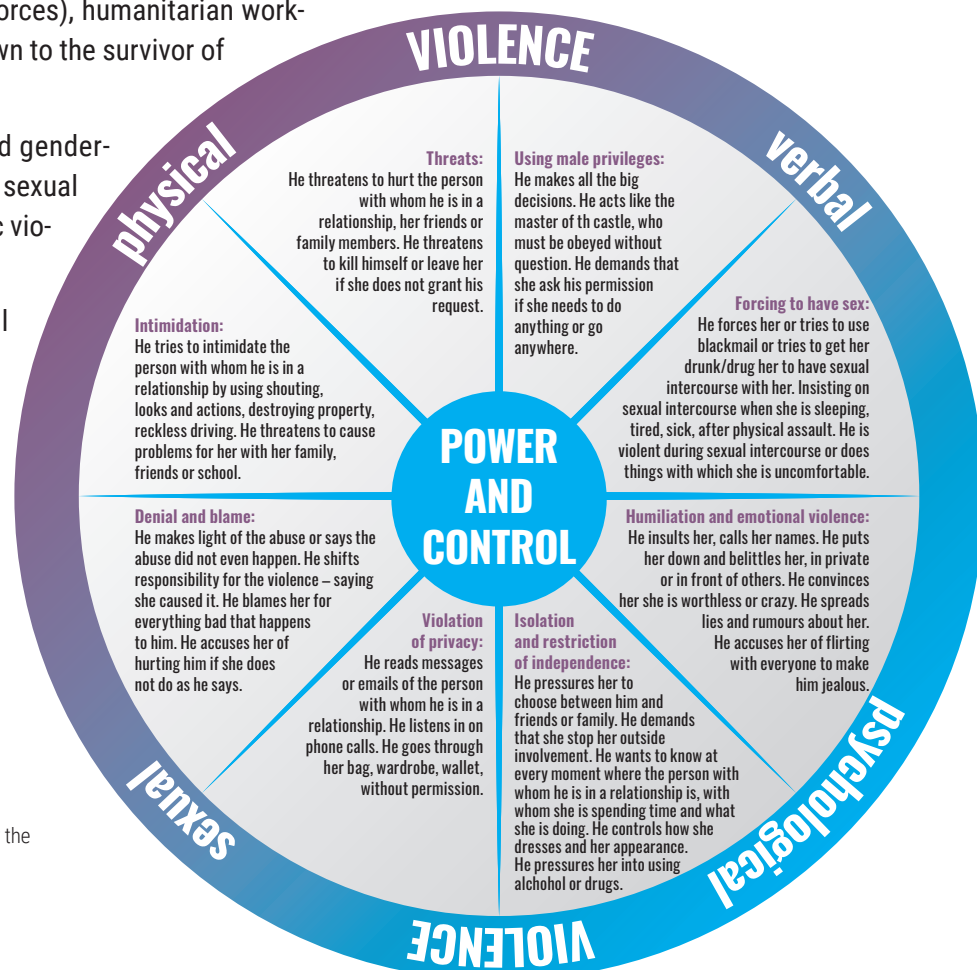 orces), humanitarian work-
wn to the survivor of
d gender-
sexual
c vio-
l
the
VIOLENCE
verbal
psychological
VIOLENCE
sexual
physical
POWER
AND
CONTROL
Threats:
He threatens to hurt the person
with whom he is in a
relationship, her friends or
family members. He threatens
to kill himself or leave her
if she does not grant his
request.
Using male privileges:
He makes all the big
decisions. He acts like the
master of th castle, who
must be obeyed without
question. He demands that
she ask his permission
if she needs to do
anything or go
anywhere.
Forcing to have sex:
He forces her or tries to use
blackmail or tries to get her
drunk/drug her to have sexual
intercourse with her. Insisting on
sexual intercourse when she is sleeping,
tired, sick, after physical assault. He is
violent during sexual intercourse or does
things with which she is uncomfortable.
Humiliation and emotional violence:
He insults her, calls her names. He puts
her down and belittles her, in private
or in front of others. He convinces
her she is worthless or crazy. He spreads
lies and rumours about her.
He accuses her of flirting
with everyone to make
him jealous.
Isolation
and restriction
of independence:
He pressures her to
choose between him and
friends or family. He demands
that she stop her outside
involvement. He wants to know at
every moment where the person with
whom he is in a relationship is, with
whom she is spending time and what
she is doing. He controls how she
dresses and her appearance.
He pressures her into using
alchohol or drugs.
Violation
of privacy:
He reads messages
or emails of the person
with whom he is in a
relationship. He listens in on
phone calls. He goes through
her bag, wardrobe, wallet,
without permission.
Denial and blame:
He makes light of the abuse or says the
abuse did not even happen. He shifts
responsibility for the violence – saying
she caused it. He blames her for
everything bad that happens
to him. He accuses her of
hurting him if she does
not do as he says.
Intimidation:
He tries to intimidate the
person with whom he is in a
relationship by using shouting,
looks and actions, destroying property,
reckless driving. He threatens to cause
problems for her with her family,
friends or school.